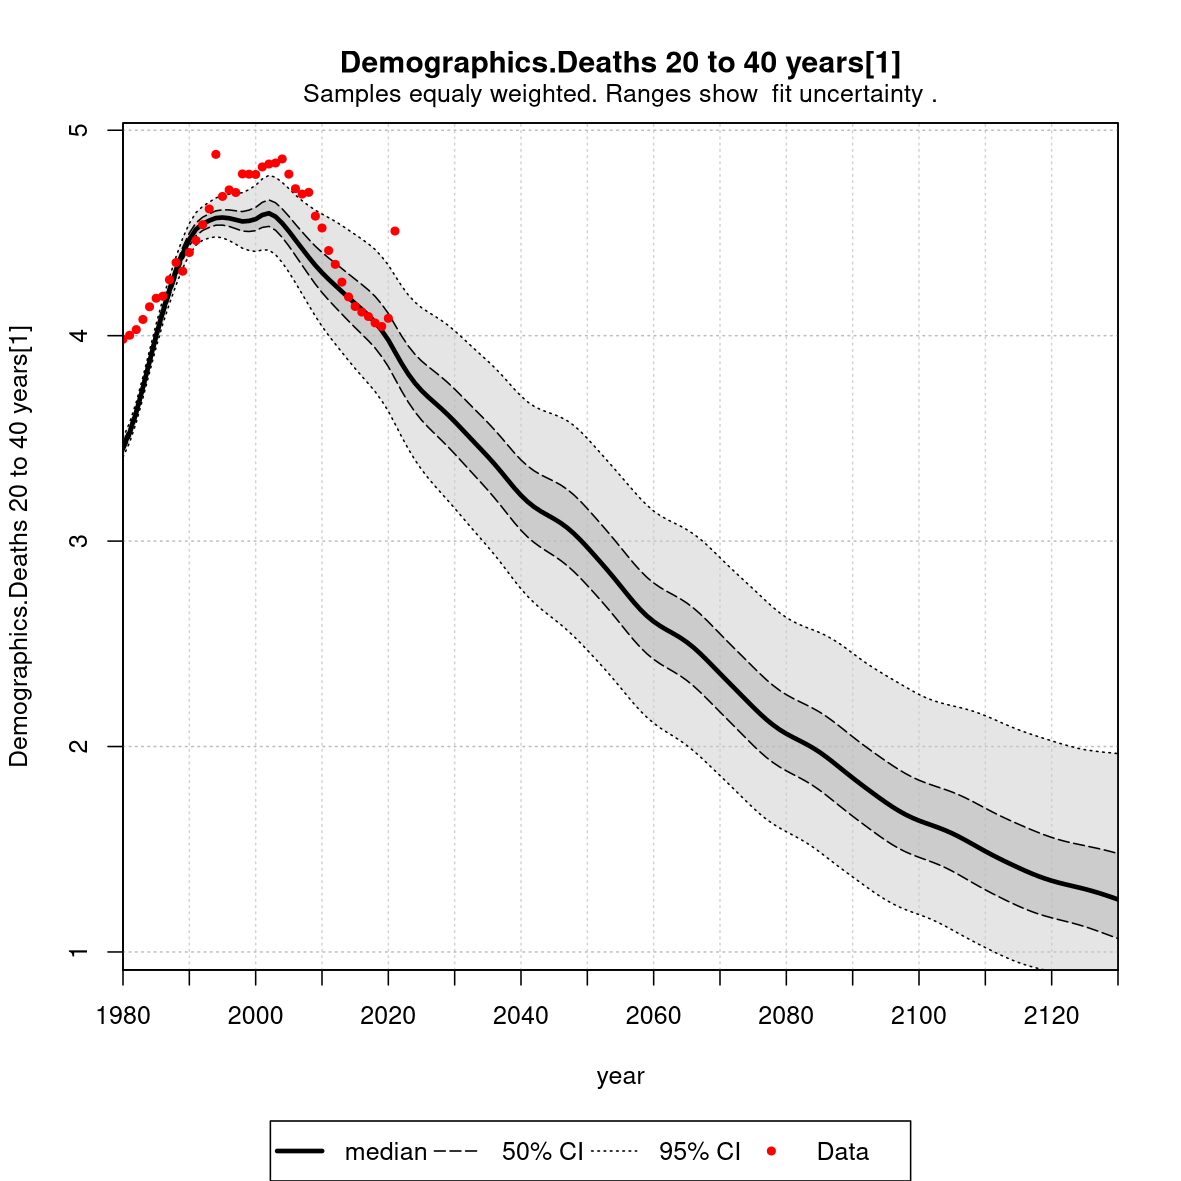 Demographics.Deaths 20 to 40 years[1]
Samples equaly weighted. Ranges show  fit uncertainty .
Demographics.Deaths 20 to 40 years[1]
5
4
3
2
1
1980 2000 2020 2040 2060 2080 2100 2120
year
median 50% CI 95% CI Data